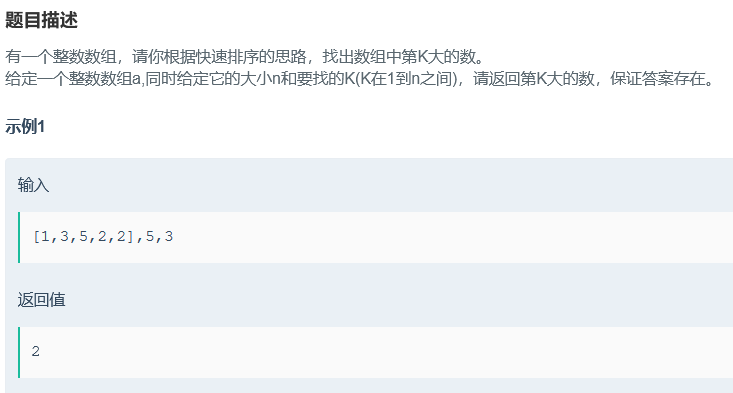 题目描述
有一个整数数组，请你根据快速排序的思路，找出数组中第K大的数。
给定一个整数数组a,同时给定它的大小n和要找的K(K在1到n之间)，请返回第K大的数，保证答案存在。
示例1
输入
[1,3,5,2,2],5,3
返回值
2